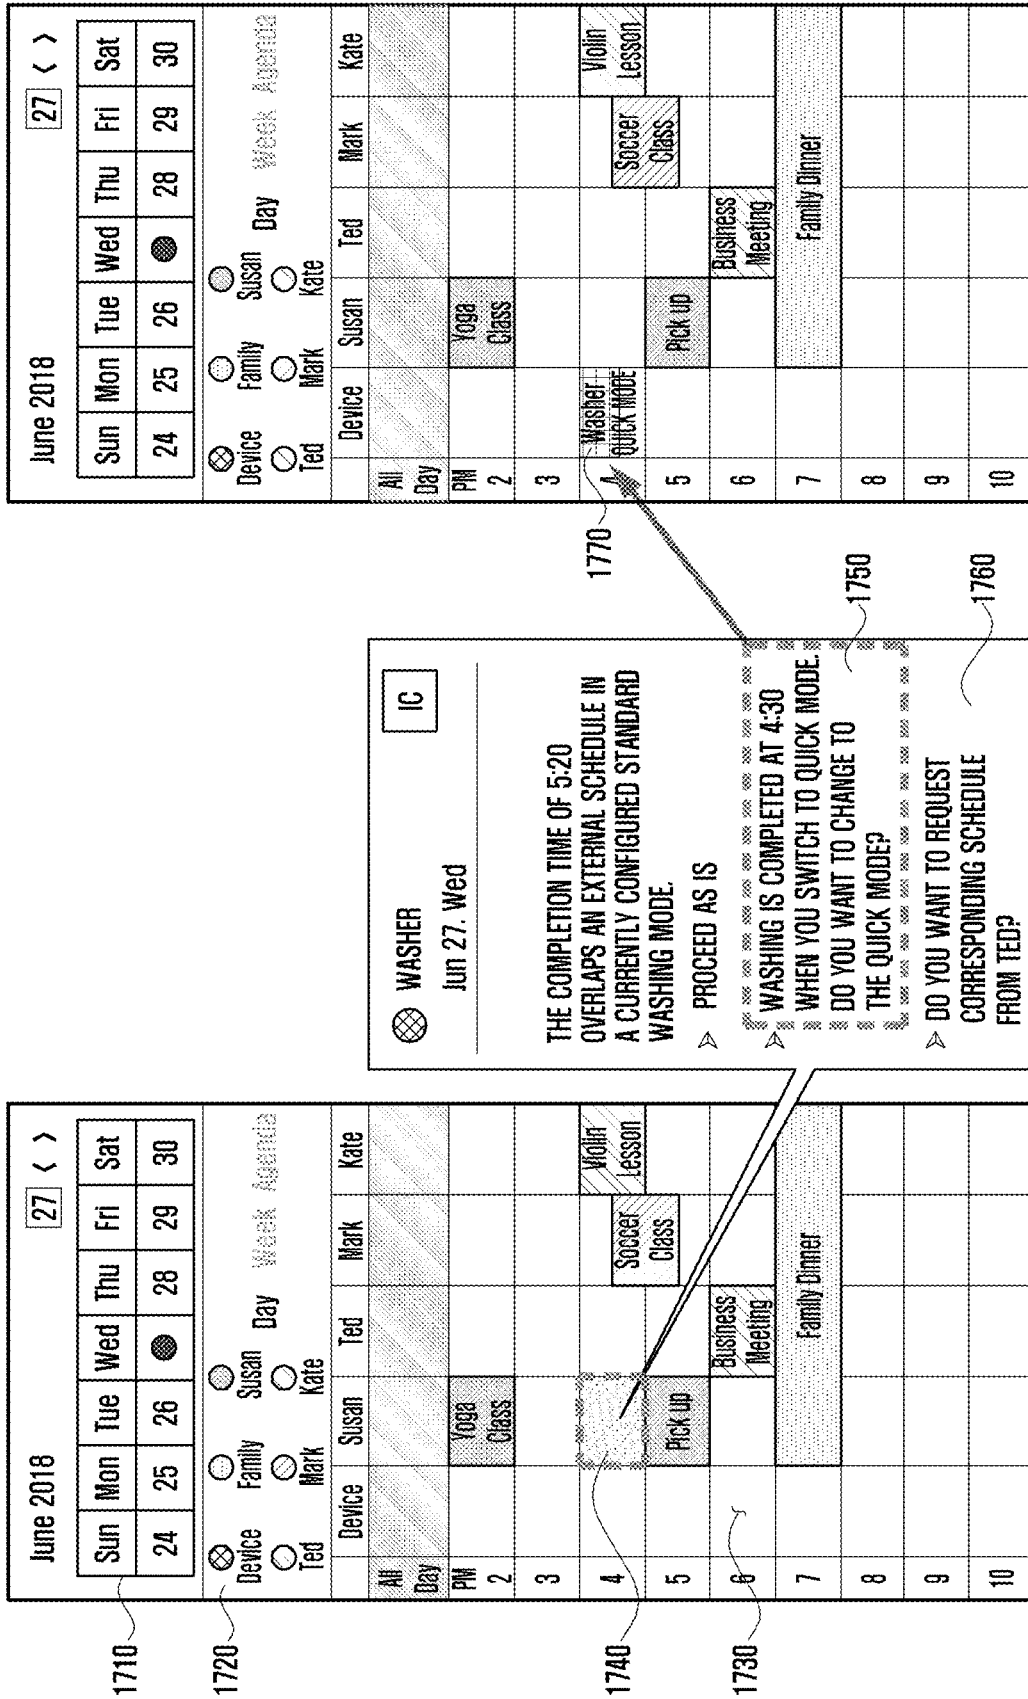 June 2018
27 < >
Sun Mon Tue Wed Thu Fri Sat
24 25 26 28 29 30
Device Family Susan
Ted Mark Kate
Day Week Agenda
Device Susan Ted Mark Kate
All
Day
PM
2
3
4
5
6
7
8
9
10
Yoga
Class
Pick up
Business
Meeting
Soccer
Class
Violin
Lesson
Family Dinner
1710
1720
1740
1730
WASHER
IC
Jun 27. Wed
THE COMPLETION TIME OF 5:20
OVERLAPS AN EXTERNAL SCHEDULE IN
A CURRENTLY CONFIGURED STANDARD
WASHING MODE.
PROCEED AS IS
WASHING IS COMPLETED AT 4:30
WHEN YOU SWITCH TO QUICK MODE.
DO YOU WANT TO CHANGE TO
THE QUICK MODE?
DO YOU WANT TO REQUEST
CORRESPONDING SCHEDULE
FROM TED?
1750
1760
June 2018
27 < >
Sun Mon Tue Wed Thu Fri Sat
24 25 26 28 29 30
Device Family Susan
Ted Mark Kate
Day Week Agenda
Device Susan Ted Mark Kate
All
Day
PM
2
3
4
5
6
7
8
9
10
Washer
QUICK MODE
Yoga
Class
Pick up
Business
Meeting
Soccer
Class
Violin
Lesson
Family Dinner
1770